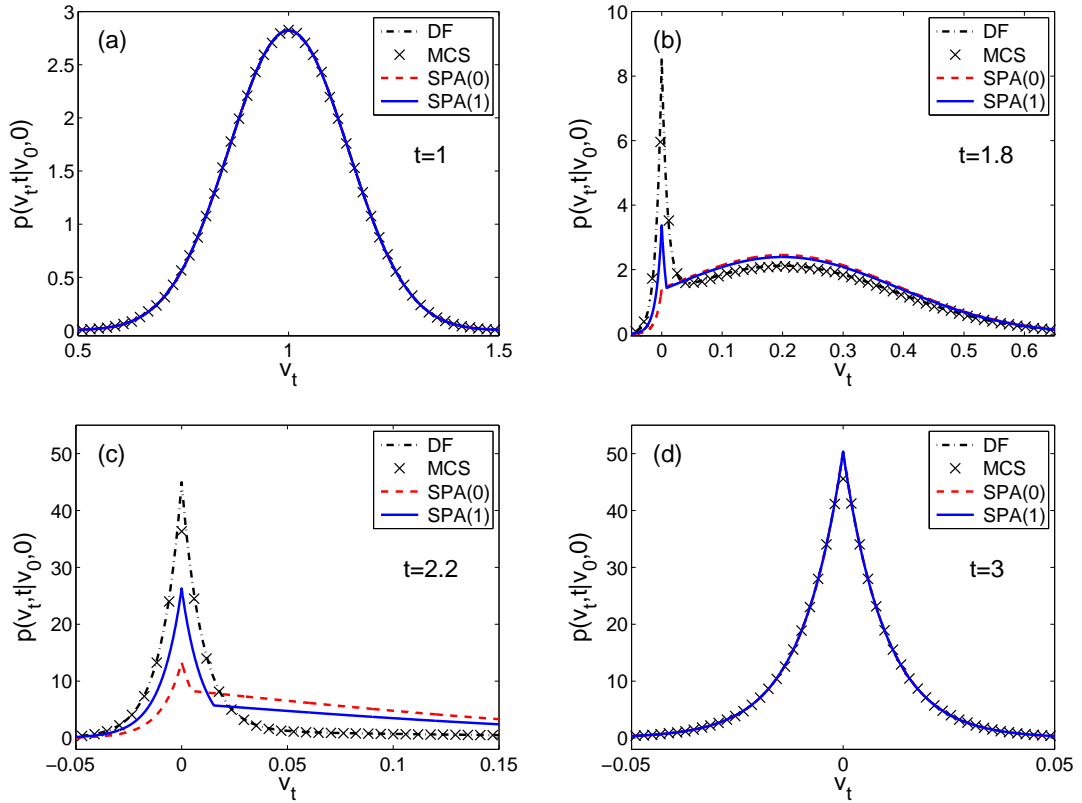 (a)
DF
MCS
SPA(0)
SPA(1)
t=1
p(v_t,t|v_0,0)
2.5
2
1.5
1
0.5
0
0.5
1
1.5
v_t
(b)
DF
MCS
SPA(0)
SPA(1)
t=1.8
p(v_t,t|v_0,0)
10
8
6
4
2
0
0
0.1
0.2
0.3
0.4
0.5
0.6
v_t
(c)
DF
MCS
SPA(0)
SPA(1)
t=2.2
p(v_t,t|v_0,0)
50
40
30
20
10
0
−0.05
0
0.05
0.1
0.15
v_t
(d)
DF
MCS
SPA(0)
SPA(1)
t=3
p(v_t,t|v_0,0)
50
40
30
20
10
0
−0.05
0
0.05
v_t